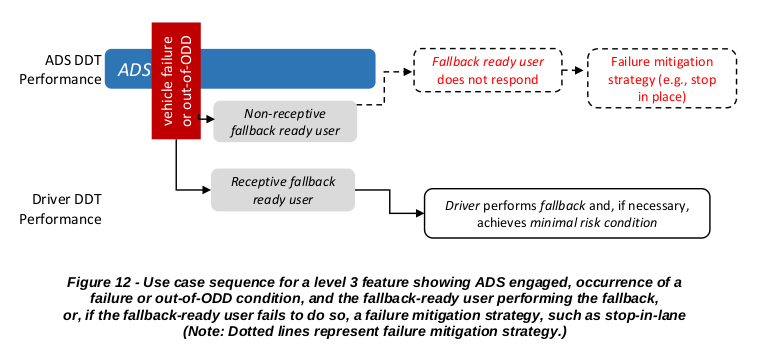 ADS DDT
Performance
ADS
vehicle failure
or out-of-ODD
Fallback ready user
does not respond
Failure mitigation
strategy (e.g., stop
in place)
Non-receptive
fallback ready user
Receptive fallback
ready user
Driver DDT
Performance
Driver performs fallback and, if necessary,
achieves minimal risk condition
Figure 12 - Use case sequence for a level 3 feature showing ADS engaged, occurrence of a
failure or out-of-ODD condition, and the fallback-ready user performing the fallback,
or, if the fallback-ready user fails to do so, a failure mitigation strategy, such as stop-in-lane
(Note: Dotted lines represent failure mitigation strategy.)